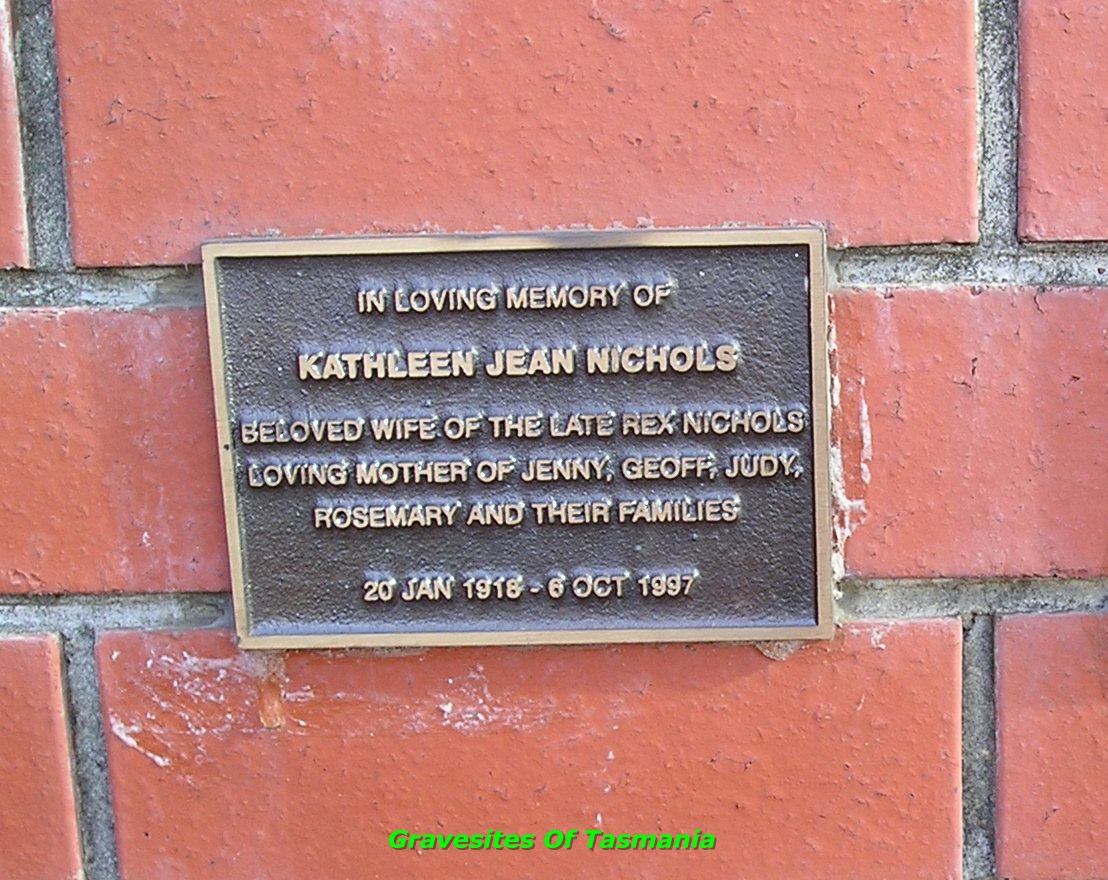 IN LOVING MEMORY OF
KATHLEEN JEAN NICHOLS
BELOVED WIFE OF THE LATE REX NICHOLS
LOVING MOTHER OF JENNY, GEOFF, JUDY,
ROSEMARY AND THEIR FAMILIES
20 JAN 1918 - 6 OCT 1997
Gravesites Of Tasmania